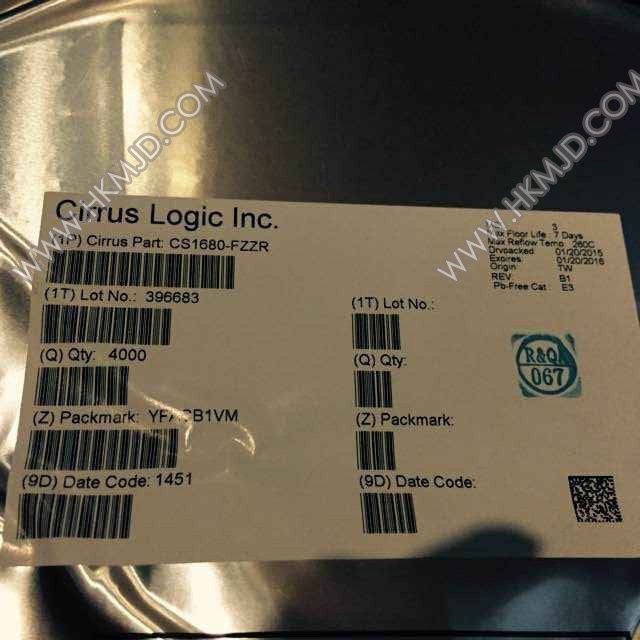 Cirrus Logic Inc.
(1P) Cirrus Part: CS1680-FZZR
(1T) Lot No.: 396683
(Q) Qty: 4000
(Z) Packmark:
(9D) Date Code: 1451
(1T) Lot No.:
(Q) Qty:
(Z) Packmark:
(9D) Date Code:
3
Max Floor Life : 7 Days
Max Reflow Temp 260C
Drypacked 01/20/2015
Expires 01/20/2016
Origin TW
REV: B1
Pb-Free Cat : E3
R&QA
067
WWW.HKMJD.COM
WWW.HKMJD.COM
WWW.HKMJD.COM